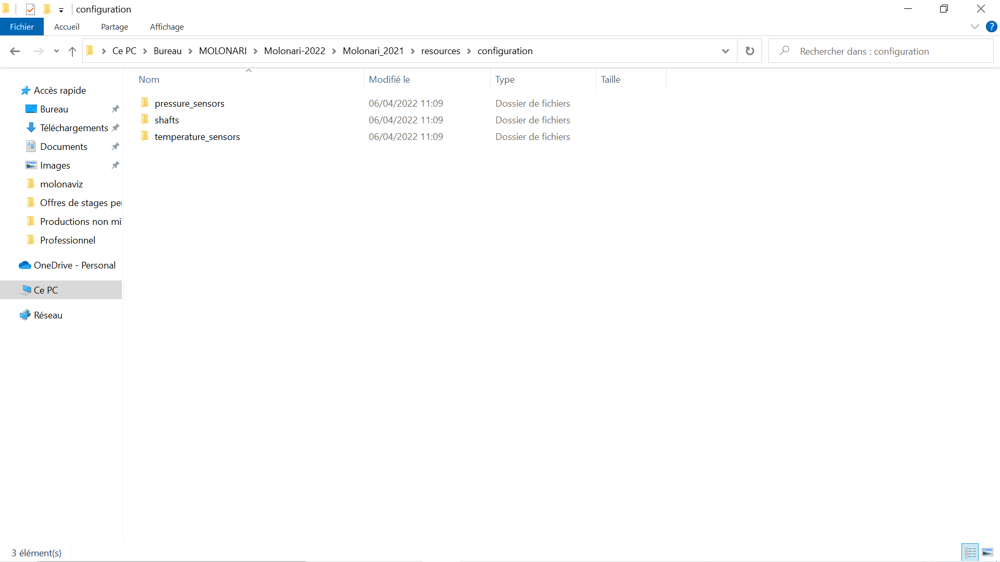 configuration
Fichier Accueil Partage Affichage
Ce PC Bureau MOLONARI Molonari-2022 Molonari_2021 resources configuration
Rechercher dans : configuration
Nom Modifié le Type Taille
pressure_sensors 06/04/2022 11:09 Dossier de fichiers
shafts 06/04/2022 11:09 Dossier de fichiers
temperature_sensors 06/04/2022 11:09 Dossier de fichiers
Accès rapide
Bureau
Téléchargements
Documents
Images
molonaviz
Offres de stages per
Productions non mi
Professionnel
OneDrive - Personal
Ce PC
Réseau
3 élément(s)